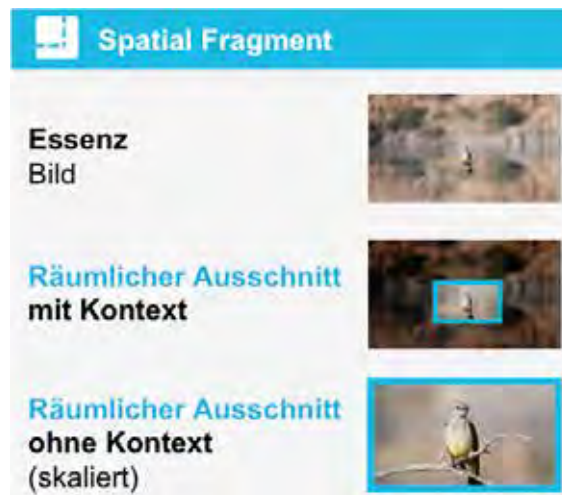 Spatial Fragment
Essenz
Bild
Räumlicher Ausschnitt
mit Kontext
Räumlicher Ausschnitt
ohne Kontext
(skaliert)